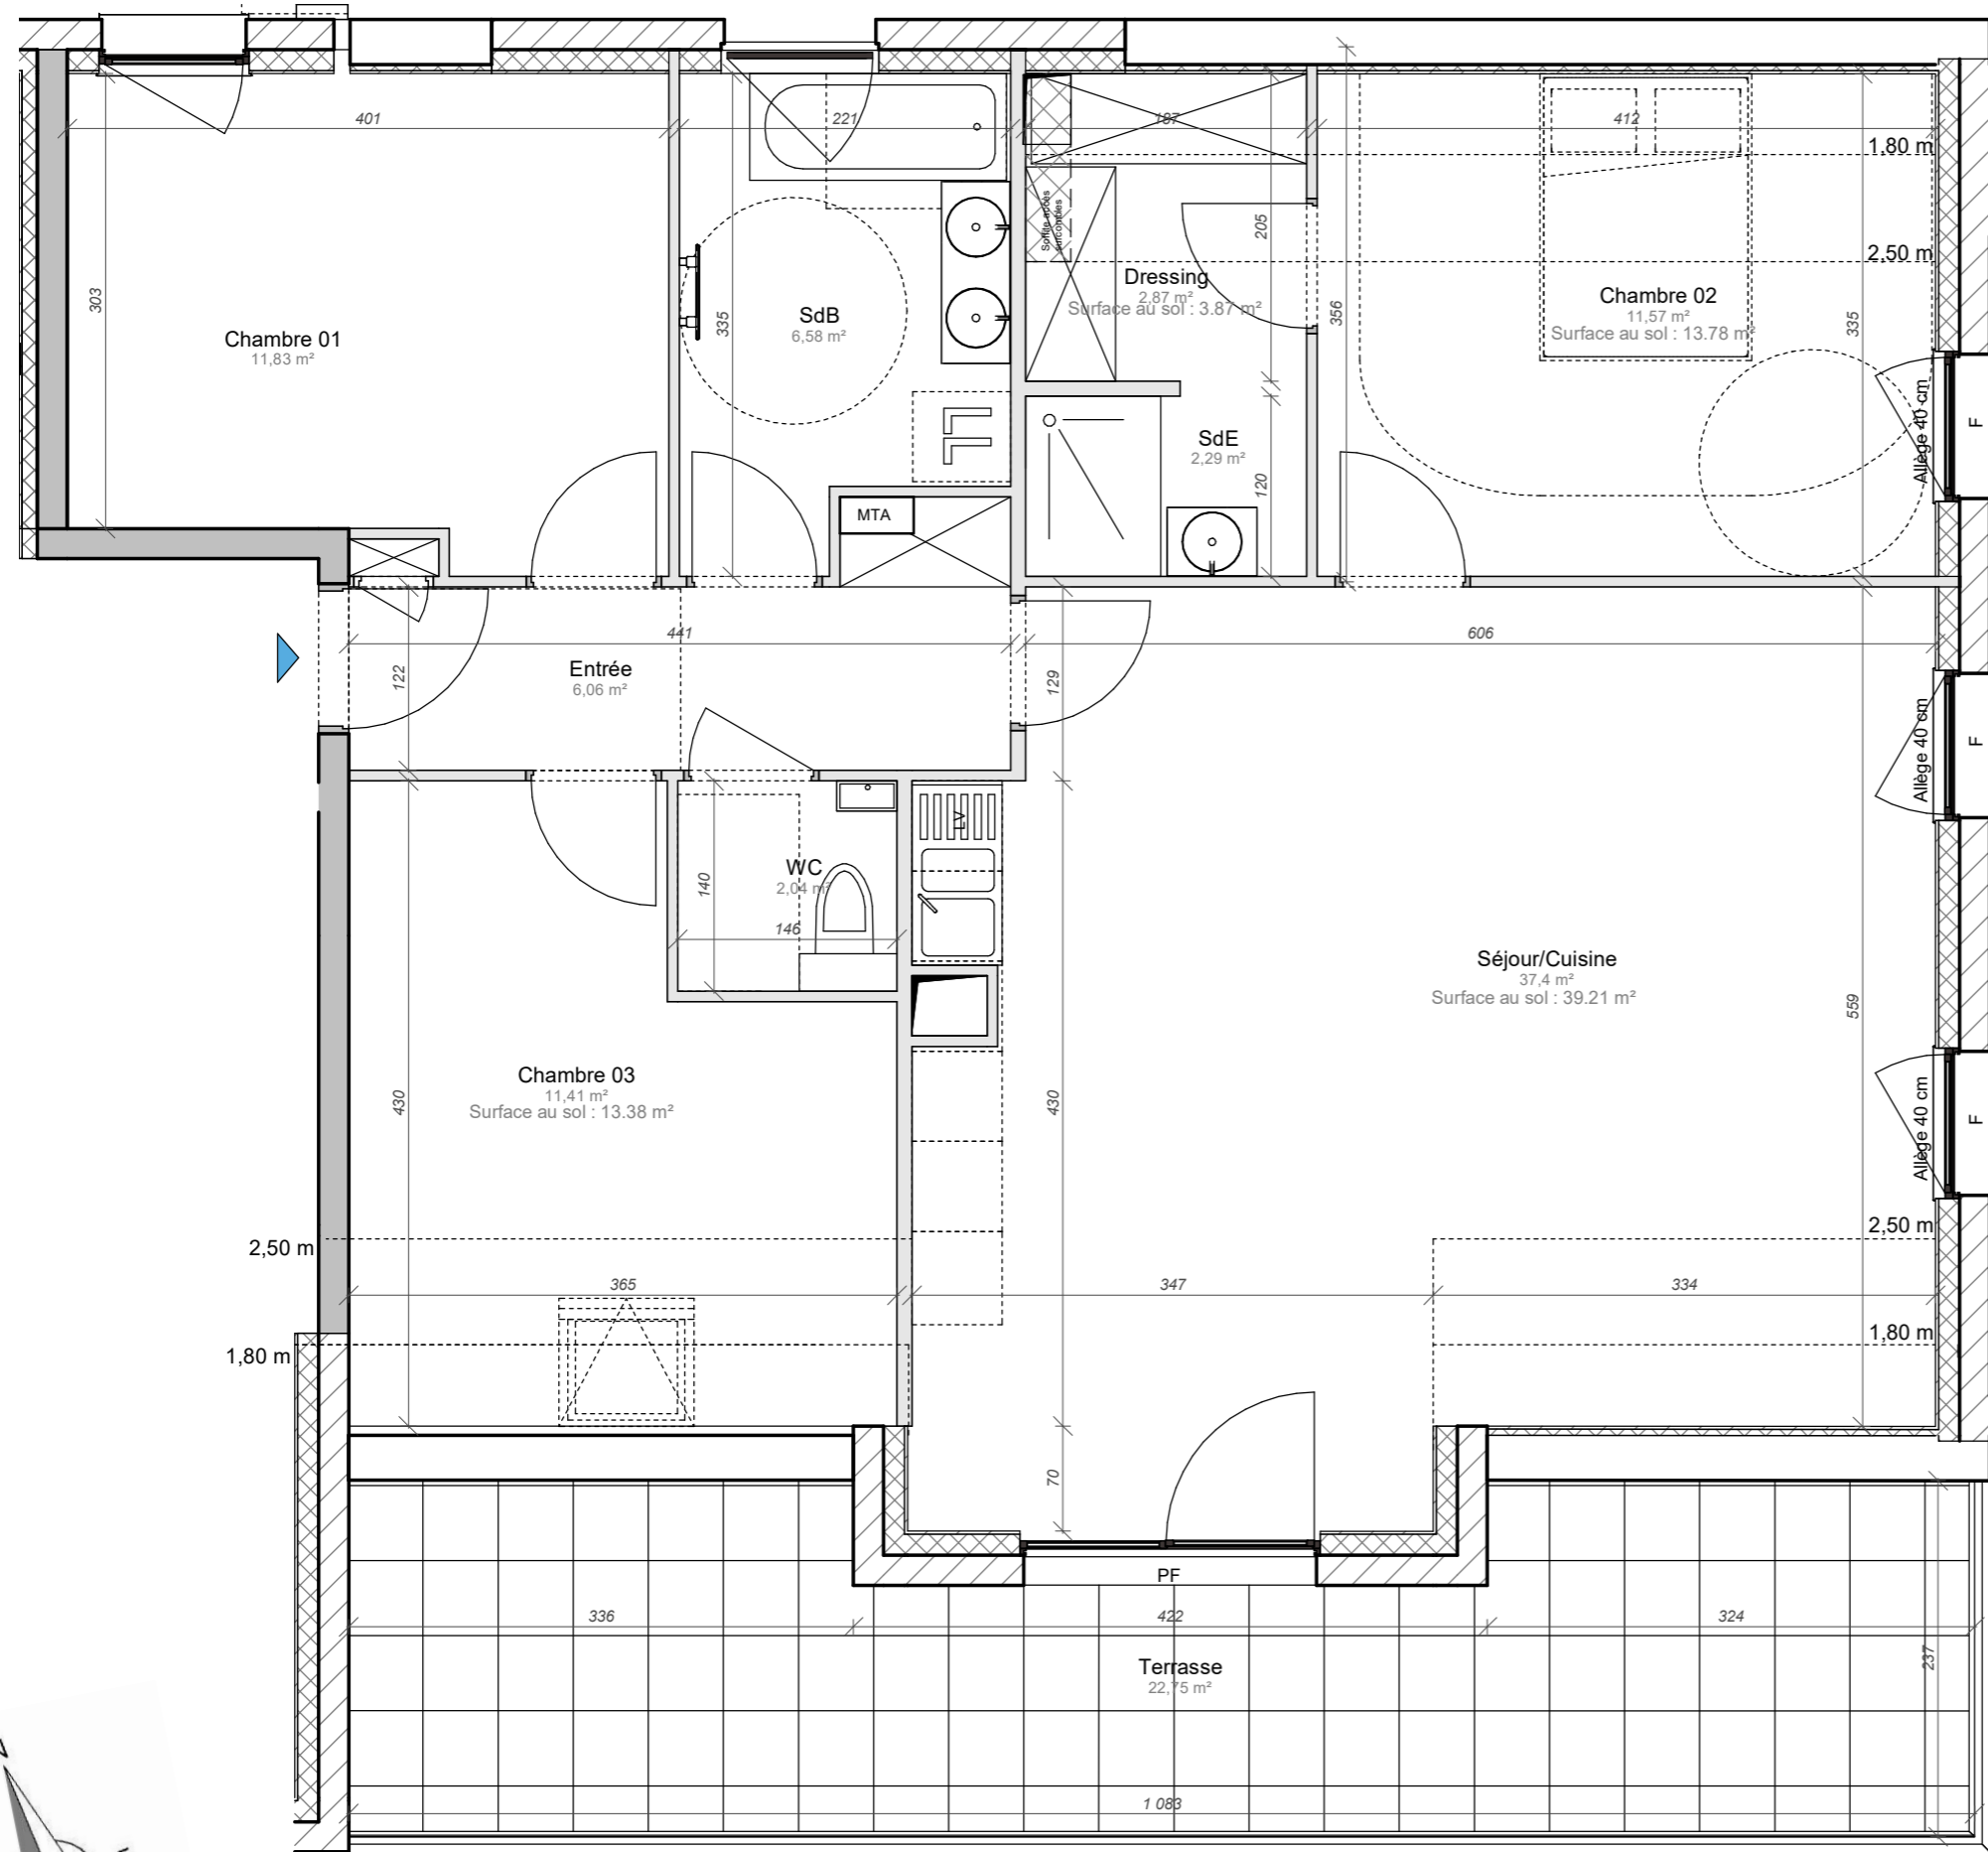 401
221
187
412
1,80 m
2,50 m
303
335
205
356
335
Soffite accès
surcombles
Chambre 01
11,83 m²
SdB
6,58 m²
Dressing
2,87 m²
Surface au sol : 3.87 m²
Chambre 02
11,57 m²
Surface au sol : 13.78 m²
Allège 40 cm
F
SdE
2,29 m²
120
MTA
441
606
Entrée
6,06 m²
122
129
Allège 40 cm
F
LV
WC
2,04 m²
140
146
Séjour/Cuisine
37,4 m²
Surface au sol : 39.21 m²
559
Chambre 03
11,41 m²
Surface au sol : 13.38 m²
430
430
Allège 40 cm
F
2,50 m
2,50 m
365
347
334
1,80 m
1,80 m
70
PF
336
422
324
237
Terrasse
22,75 m²
1 083